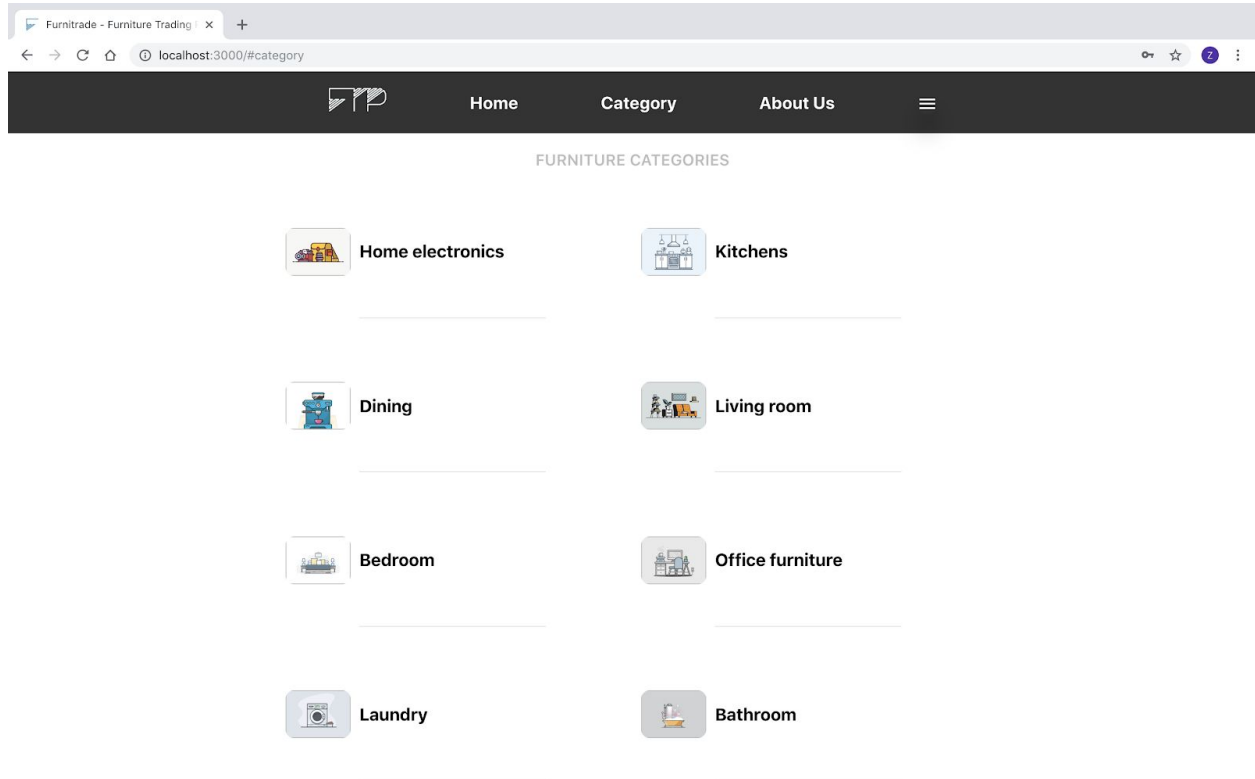 Furnitrade - Furniture Trading
localhost:3000/#category
Z
FTP Home Category About Us
FURNITURE CATEGORIES
Home electronics Kitchens
Dining Living room
Bedroom Office furniture
Laundry Bathroom